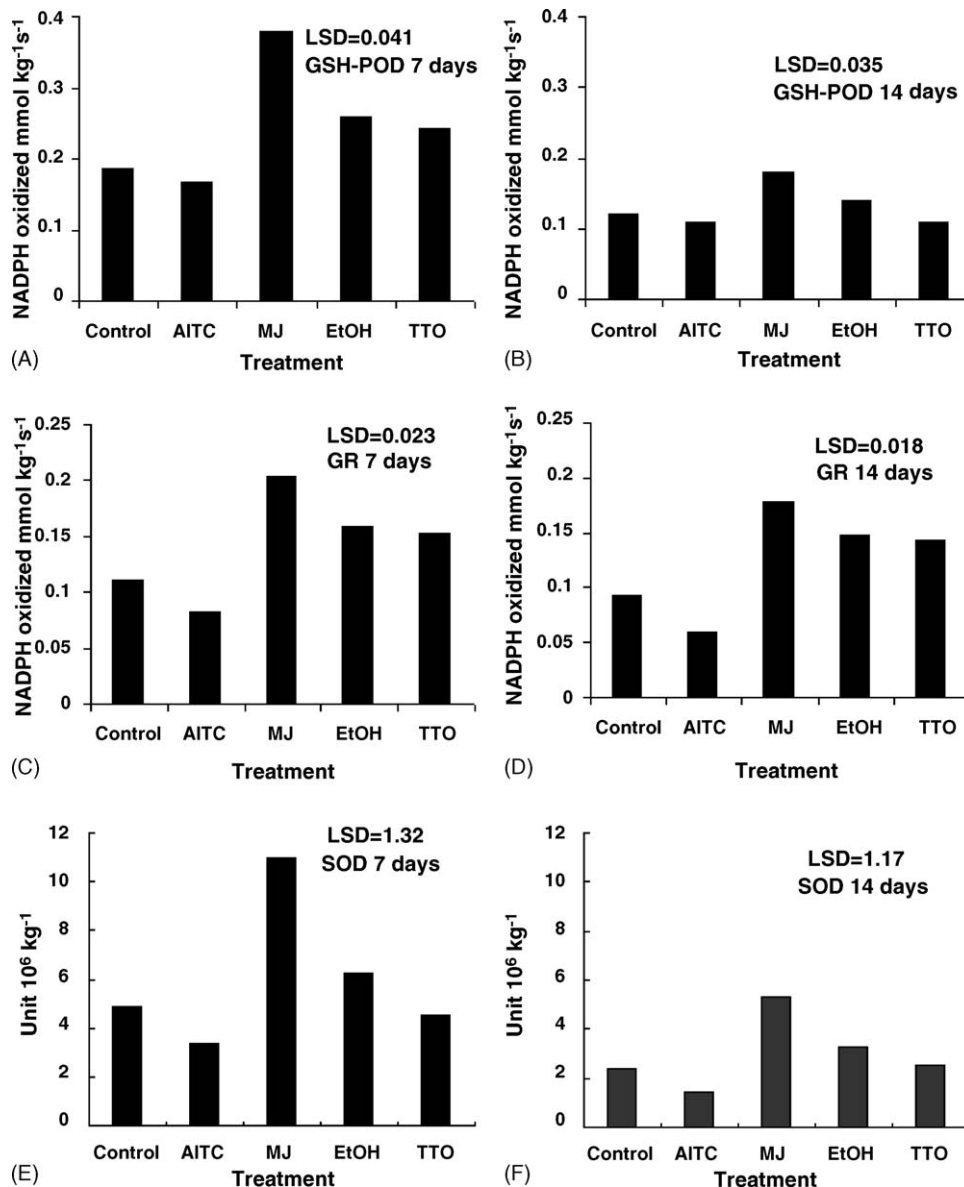 LSD=0.041
GSH-POD 7 days
NADPH oxidized mmol kg⁻¹s⁻¹
0.4
0.3
0.2
0.1
0
Control AITC MJ EtOH TTO
Treatment
(A)
LSD=0.035
GSH-POD 14 days
NADPH oxidized mmol kg⁻¹s⁻¹
0.4
0.3
0.2
0.1
0
Control AITC MJ EtOH TTO
Treatment
(B)
LSD=0.023
GR 7 days
NADPH oxidized mmol kg⁻¹s⁻¹
0.25
0.2
0.15
0.1
0.05
0
Control AITC MJ EtOH TTO
Treatment
(C)
LSD=0.018
GR 14 days
NADPH oxidized mmol kg⁻¹s⁻¹
0.25
0.2
0.15
0.1
0.05
0
Control AITC MJ EtOH TTO
Treatment
(D)
LSD=1.32
SOD 7 days
Unit 10⁶ kg⁻¹
12
10
8
6
4
2
0
Control AITC MJ EtOH TTO
Treatment
(E)
LSD=1.17
SOD 14 days
Unit 10⁶ kg⁻¹
12
10
8
6
4
2
0
Control AITC MJ EtOH TTO
Treatment
(F)